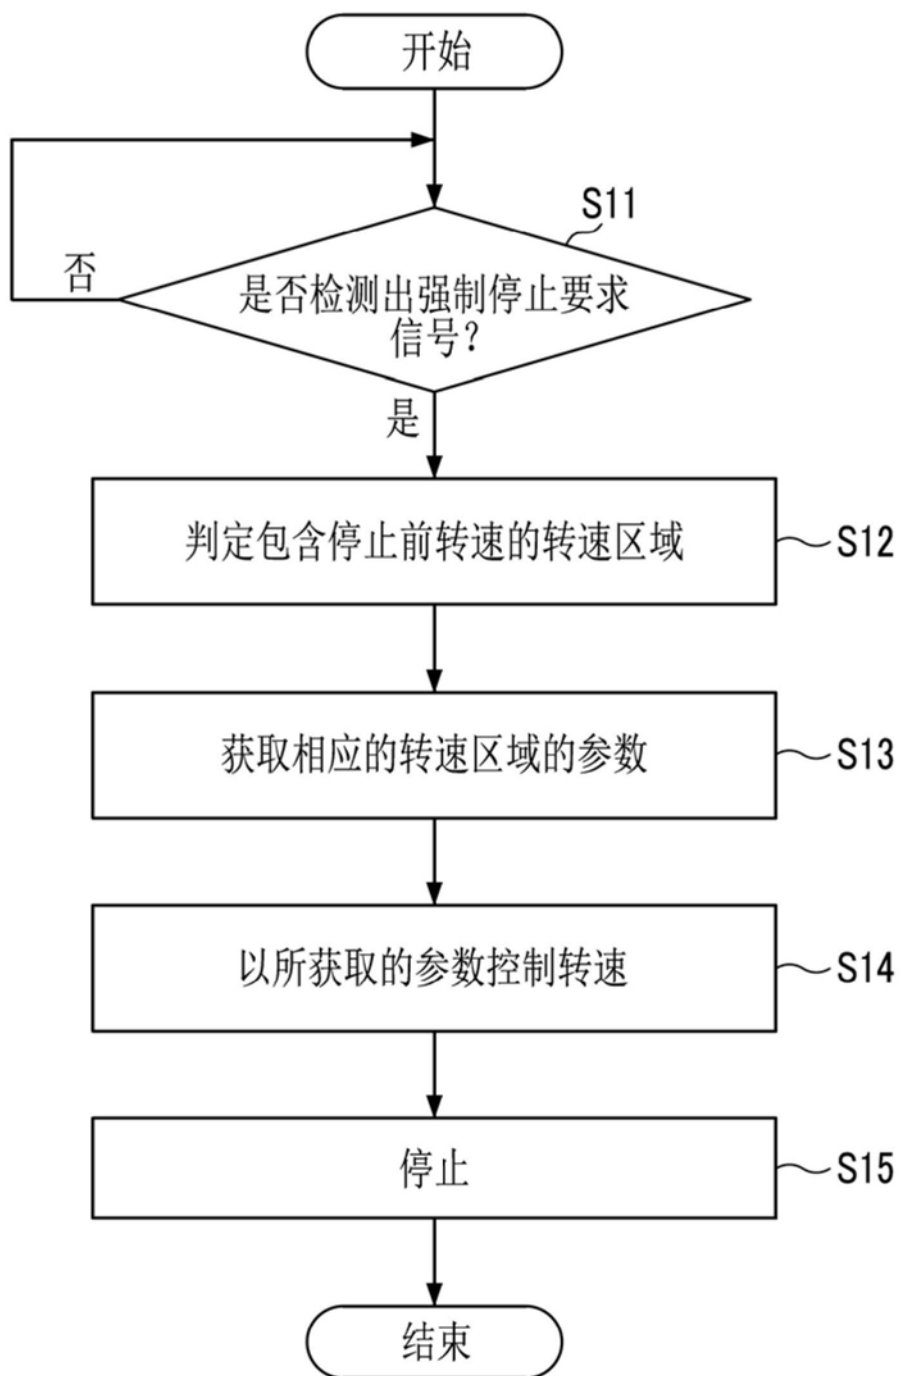 开始
S11
否
是否检测出强制停止要求
信号？
是
判定包含停止前转速的转速区域
S12
获取相应的转速区域的参数
S13
以所获取的参数控制转速
S14
停止
S15
结束